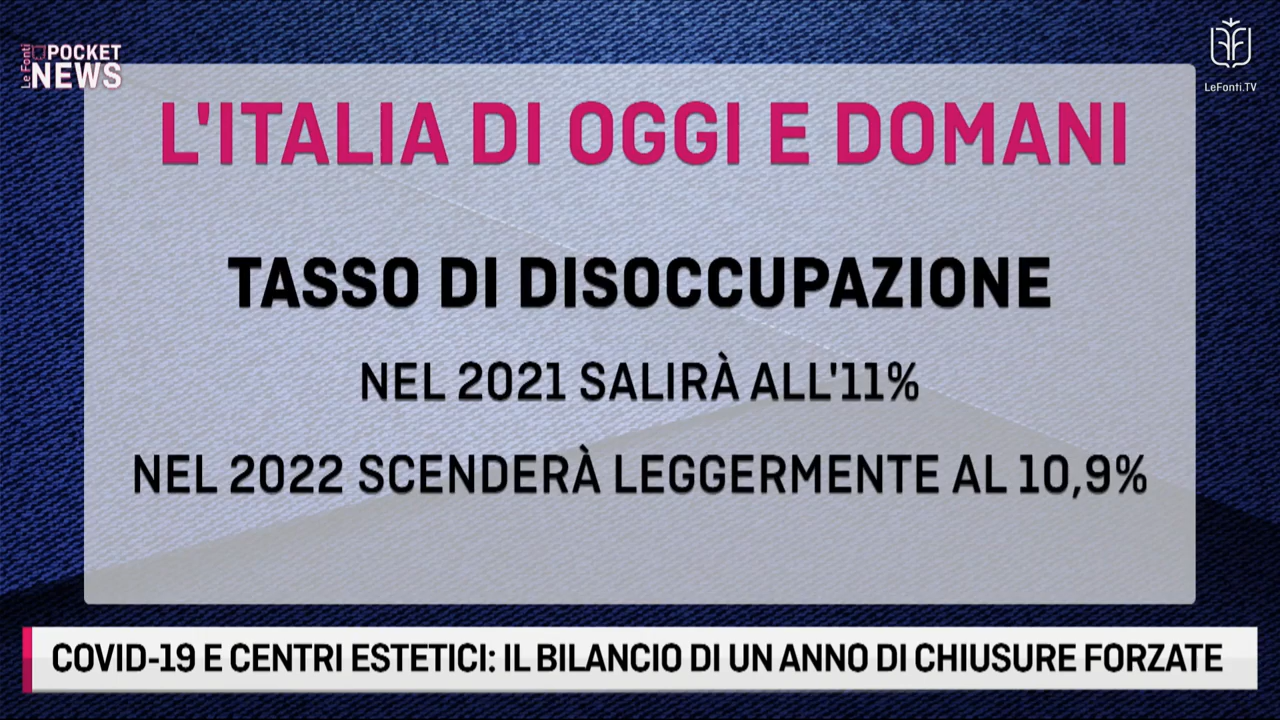 Le Fonti
POCKET
NEWS
LeFonti.TV
L'ITALIA DI OGGI E DOMANI
TASSO DI DISOCCUPAZIONE
NEL 2021 SALIRÀ ALL'11%
NEL 2022 SCENDERÀ LEGGERMENTE AL 10,9%
COVID-19 E CENTRI ESTETICI: IL BILANCIO DI UN ANNO DI CHIUSURE FORZATE